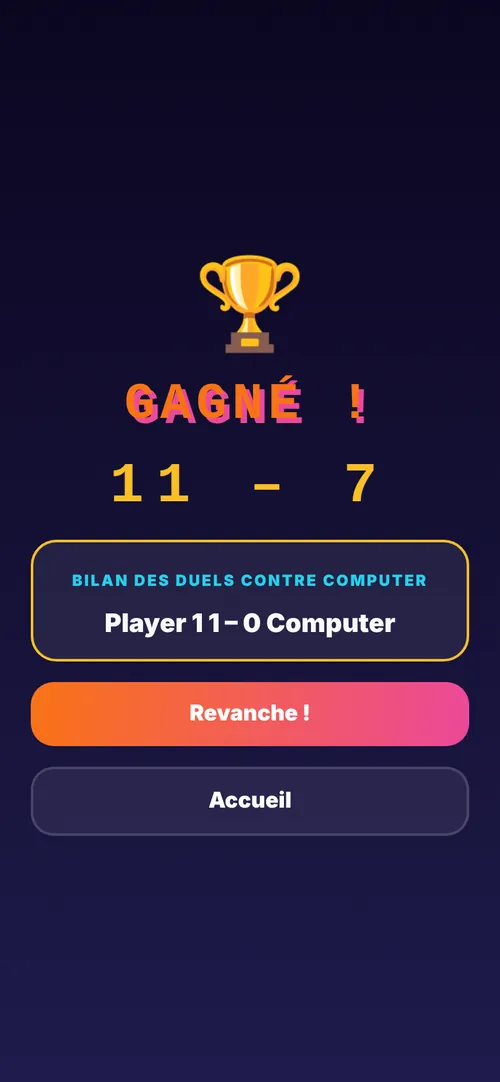 GAGNÉ !
11 – 7
BILAN DES DUELS CONTRE COMPUTER
Player 11 – 0 Computer
Revanche !
Accueil